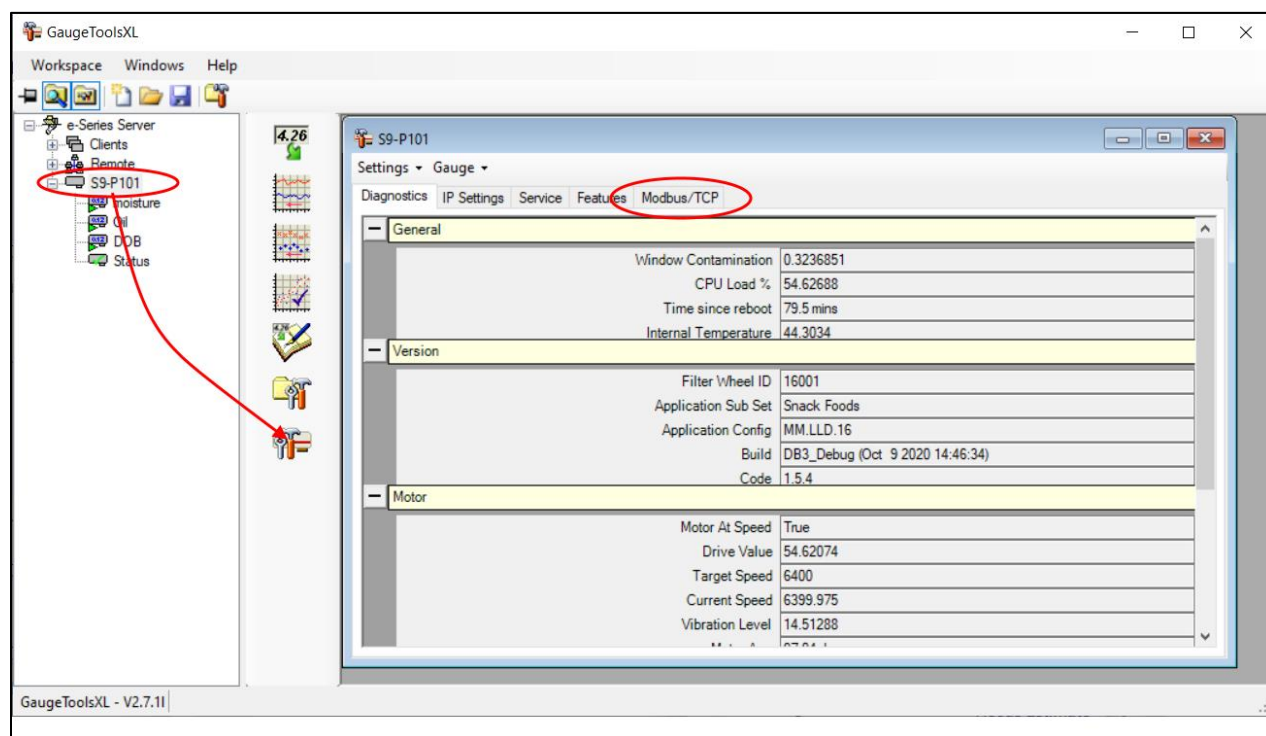 GaugeToolsXL
Workspace Windows Help
e-Series Server
Clients
Remote
S9-P101
moisture
Oil
DOB
Status
4.26
S9-P101
Settings Gauge
Diagnostics IP Settings Service Features Modbus/TCP
General
Window Contamination 0.3236851
CPU Load % 54.62688
Time since reboot 79.5 mins
Internal Temperature 44.3034
Version
Filter Wheel ID 16001
Application Sub Set Snack Foods
Application Config MM.LLD.16
Build DB3_Debug (Oct 9 2020 14:46:34)
Code 1.5.4
Motor
Motor At Speed True
Drive Value 54.62074
Target Speed 6400
Current Speed 6399.975
Vibration Level 14.51288
GaugeToolsXL - V2.7.1I